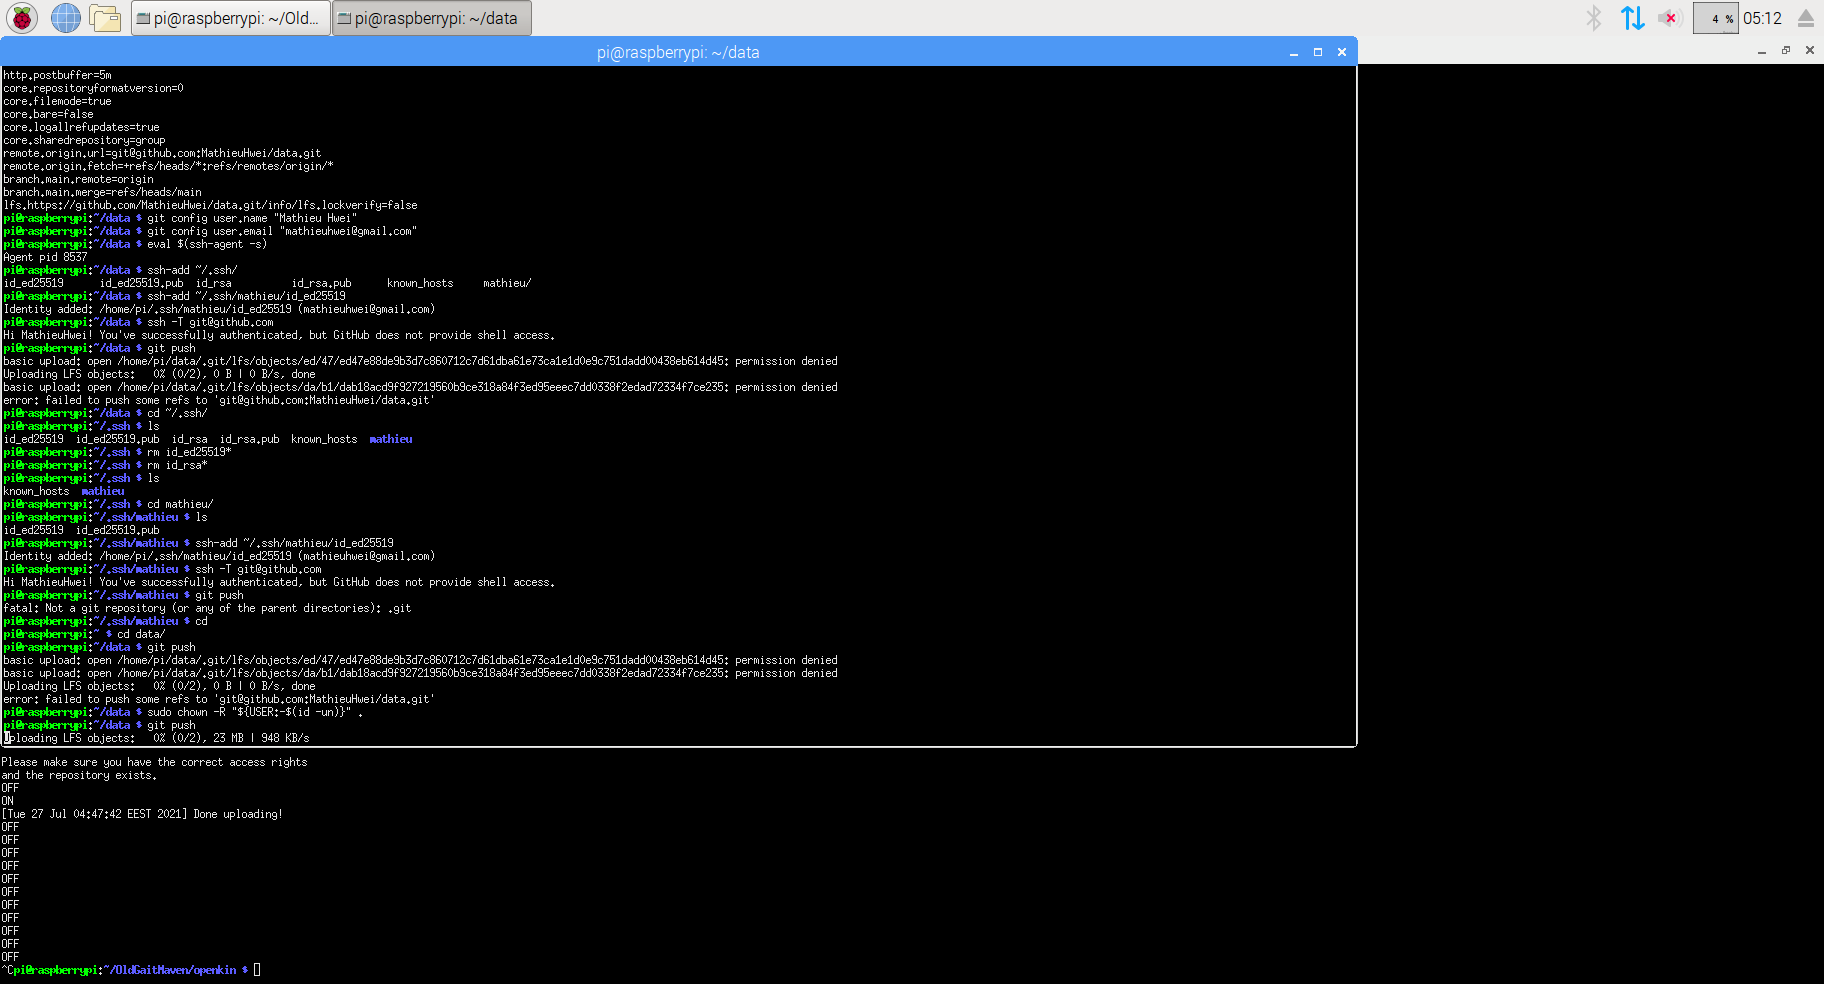 pi@raspberrypi: ~/Old...
pi@raspberrypi: ~/data
4 %
05:12
pi@raspberrypi: ~/data
http.postbuffer=5m
core.repositoryformatversion=0
core.filemode=true
core.bare=false
core.logallrefupdates=true
core.sharedrepository=group
remote.origin.url=git@github.com:MathieuHwei/data.git
remote.origin.fetch=+refs/heads/*:refs/remotes/origin/*
branch.main.remote=origin
branch.main.merge=refs/heads/main
lfs.https://github.com/MathieuHwei/data.git/info/lfs.lockverify=false
pi@raspberrypi:~/data $ git config user.name "Mathieu Hwei"
pi@raspberrypi:~/data $ git config user.email "mathieuhwei@gmail.com"
pi@raspberrypi:~/data $ eval $(ssh-agent -s)
Agent pid 8537
pi@raspberrypi:~/data $ ssh-add ~/.ssh/
id_ed25519      id_ed25519.pub  id_rsa          id_rsa.pub      known_hosts     mathieu/
pi@raspberrypi:~/data $ ssh-add ~/.ssh/mathieu/id_ed25519
Identity added: /home/pi/.ssh/mathieu/id_ed25519 (mathieuhwei@gmail.com)
pi@raspberrypi:~/data $ ssh -T git@github.com
Hi MathieuHwei! You've successfully authenticated, but GitHub does not provide shell access.
pi@raspberrypi:~/data $ git push
basic upload: open /home/pi/data/.git/lfs/objects/ed/47/ed47e88de9b3d7c860712c7d61dba61e73ca1e1d0e9c751dadd00438eb614d45: permission denied
Uploading LFS objects:   0% (0/2), 0 B | 0 B/s, done
basic upload: open /home/pi/data/.git/lfs/objects/da/b1/dab18acd9f927219560b9ce318a84f3ed95eeec7dd0338f2edad72334f7ce235: permission denied
error: failed to push some refs to 'git@github.com:MathieuHwei/data.git'
pi@raspberrypi:~/data $ cd ~/.ssh/
pi@raspberrypi:~/.ssh $ ls
id_ed25519  id_ed25519.pub  id_rsa  id_rsa.pub  known_hosts  mathieu
pi@raspberrypi:~/.ssh $ rm id_ed25519*
pi@raspberrypi:~/.ssh $ rm id_rsa*
pi@raspberrypi:~/.ssh $ ls
known_hosts  mathieu
pi@raspberrypi:~/.ssh $ cd mathieu/
pi@raspberrypi:~/.ssh/mathieu $ ls
id_ed25519  id_ed25519.pub
pi@raspberrypi:~/.ssh/mathieu $ ssh-add ~/.ssh/mathieu/id_ed25519
Identity added: /home/pi/.ssh/mathieu/id_ed25519 (mathieuhwei@gmail.com)
pi@raspberrypi:~/.ssh/mathieu $ ssh -T git@github.com
Hi MathieuHwei! You've successfully authenticated, but GitHub does not provide shell access.
pi@raspberrypi:~/.ssh/mathieu $ git push
fatal: Not a git repository (or any of the parent directories): .git
pi@raspberrypi:~/.ssh/mathieu $ cd
pi@raspberrypi:~ $ cd data/
pi@raspberrypi:~/data $ git push
basic upload: open /home/pi/data/.git/lfs/objects/ed/47/ed47e88de9b3d7c860712c7d61dba61e73ca1e1d0e9c751dadd00438eb614d45: permission denied
basic upload: open /home/pi/data/.git/lfs/objects/da/b1/dab18acd9f927219560b9ce318a84f3ed95eeec7dd0338f2edad72334f7ce235: permission denied
Uploading LFS objects:   0% (0/2), 0 B | 0 B/s, done
error: failed to push some refs to 'git@github.com:MathieuHwei/data.git'
pi@raspberrypi:~/data $ sudo chown -R "${USER:-$(id -un)}" .
pi@raspberrypi:~/data $ git push
Uploading LFS objects:   0% (0/2), 23 MB | 948 KB/s
Please make sure you have the correct access rights
and the repository exists.
OFF
ON
[Tue 27 Jul 04:47:42 EEST 2021] Done uploading!
OFF
OFF
OFF
OFF
OFF
OFF
OFF
OFF
OFF
OFF
OFF
^Cpi@raspberrypi:~/OldGaitMaven/openkin $